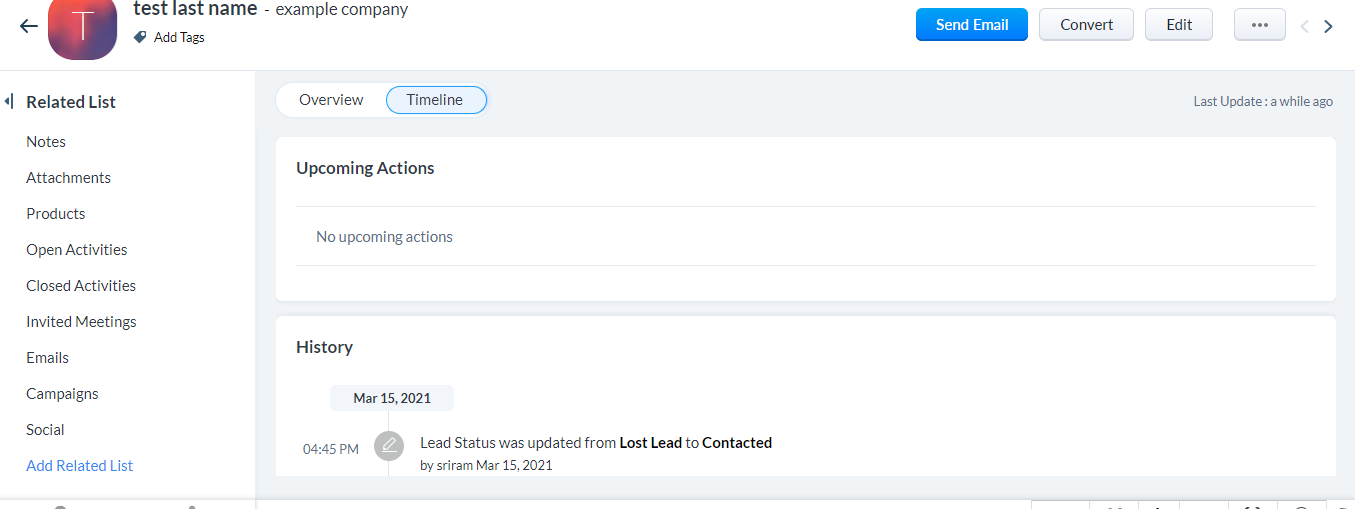 test last name - example company
T
Add Tags
Send Email
Convert
Edit
Related List
Notes
Attachments
Products
Open Activities
Closed Activities
Invited Meetings
Emails
Campaigns
Social
Add Related List
Overview
Timeline
Last Update : a while ago
Upcoming Actions
No upcoming actions
History
Mar 15, 2021
04:45 PM
Lead Status was updated from Lost Lead to Contacted
by sriram Mar 15, 2021